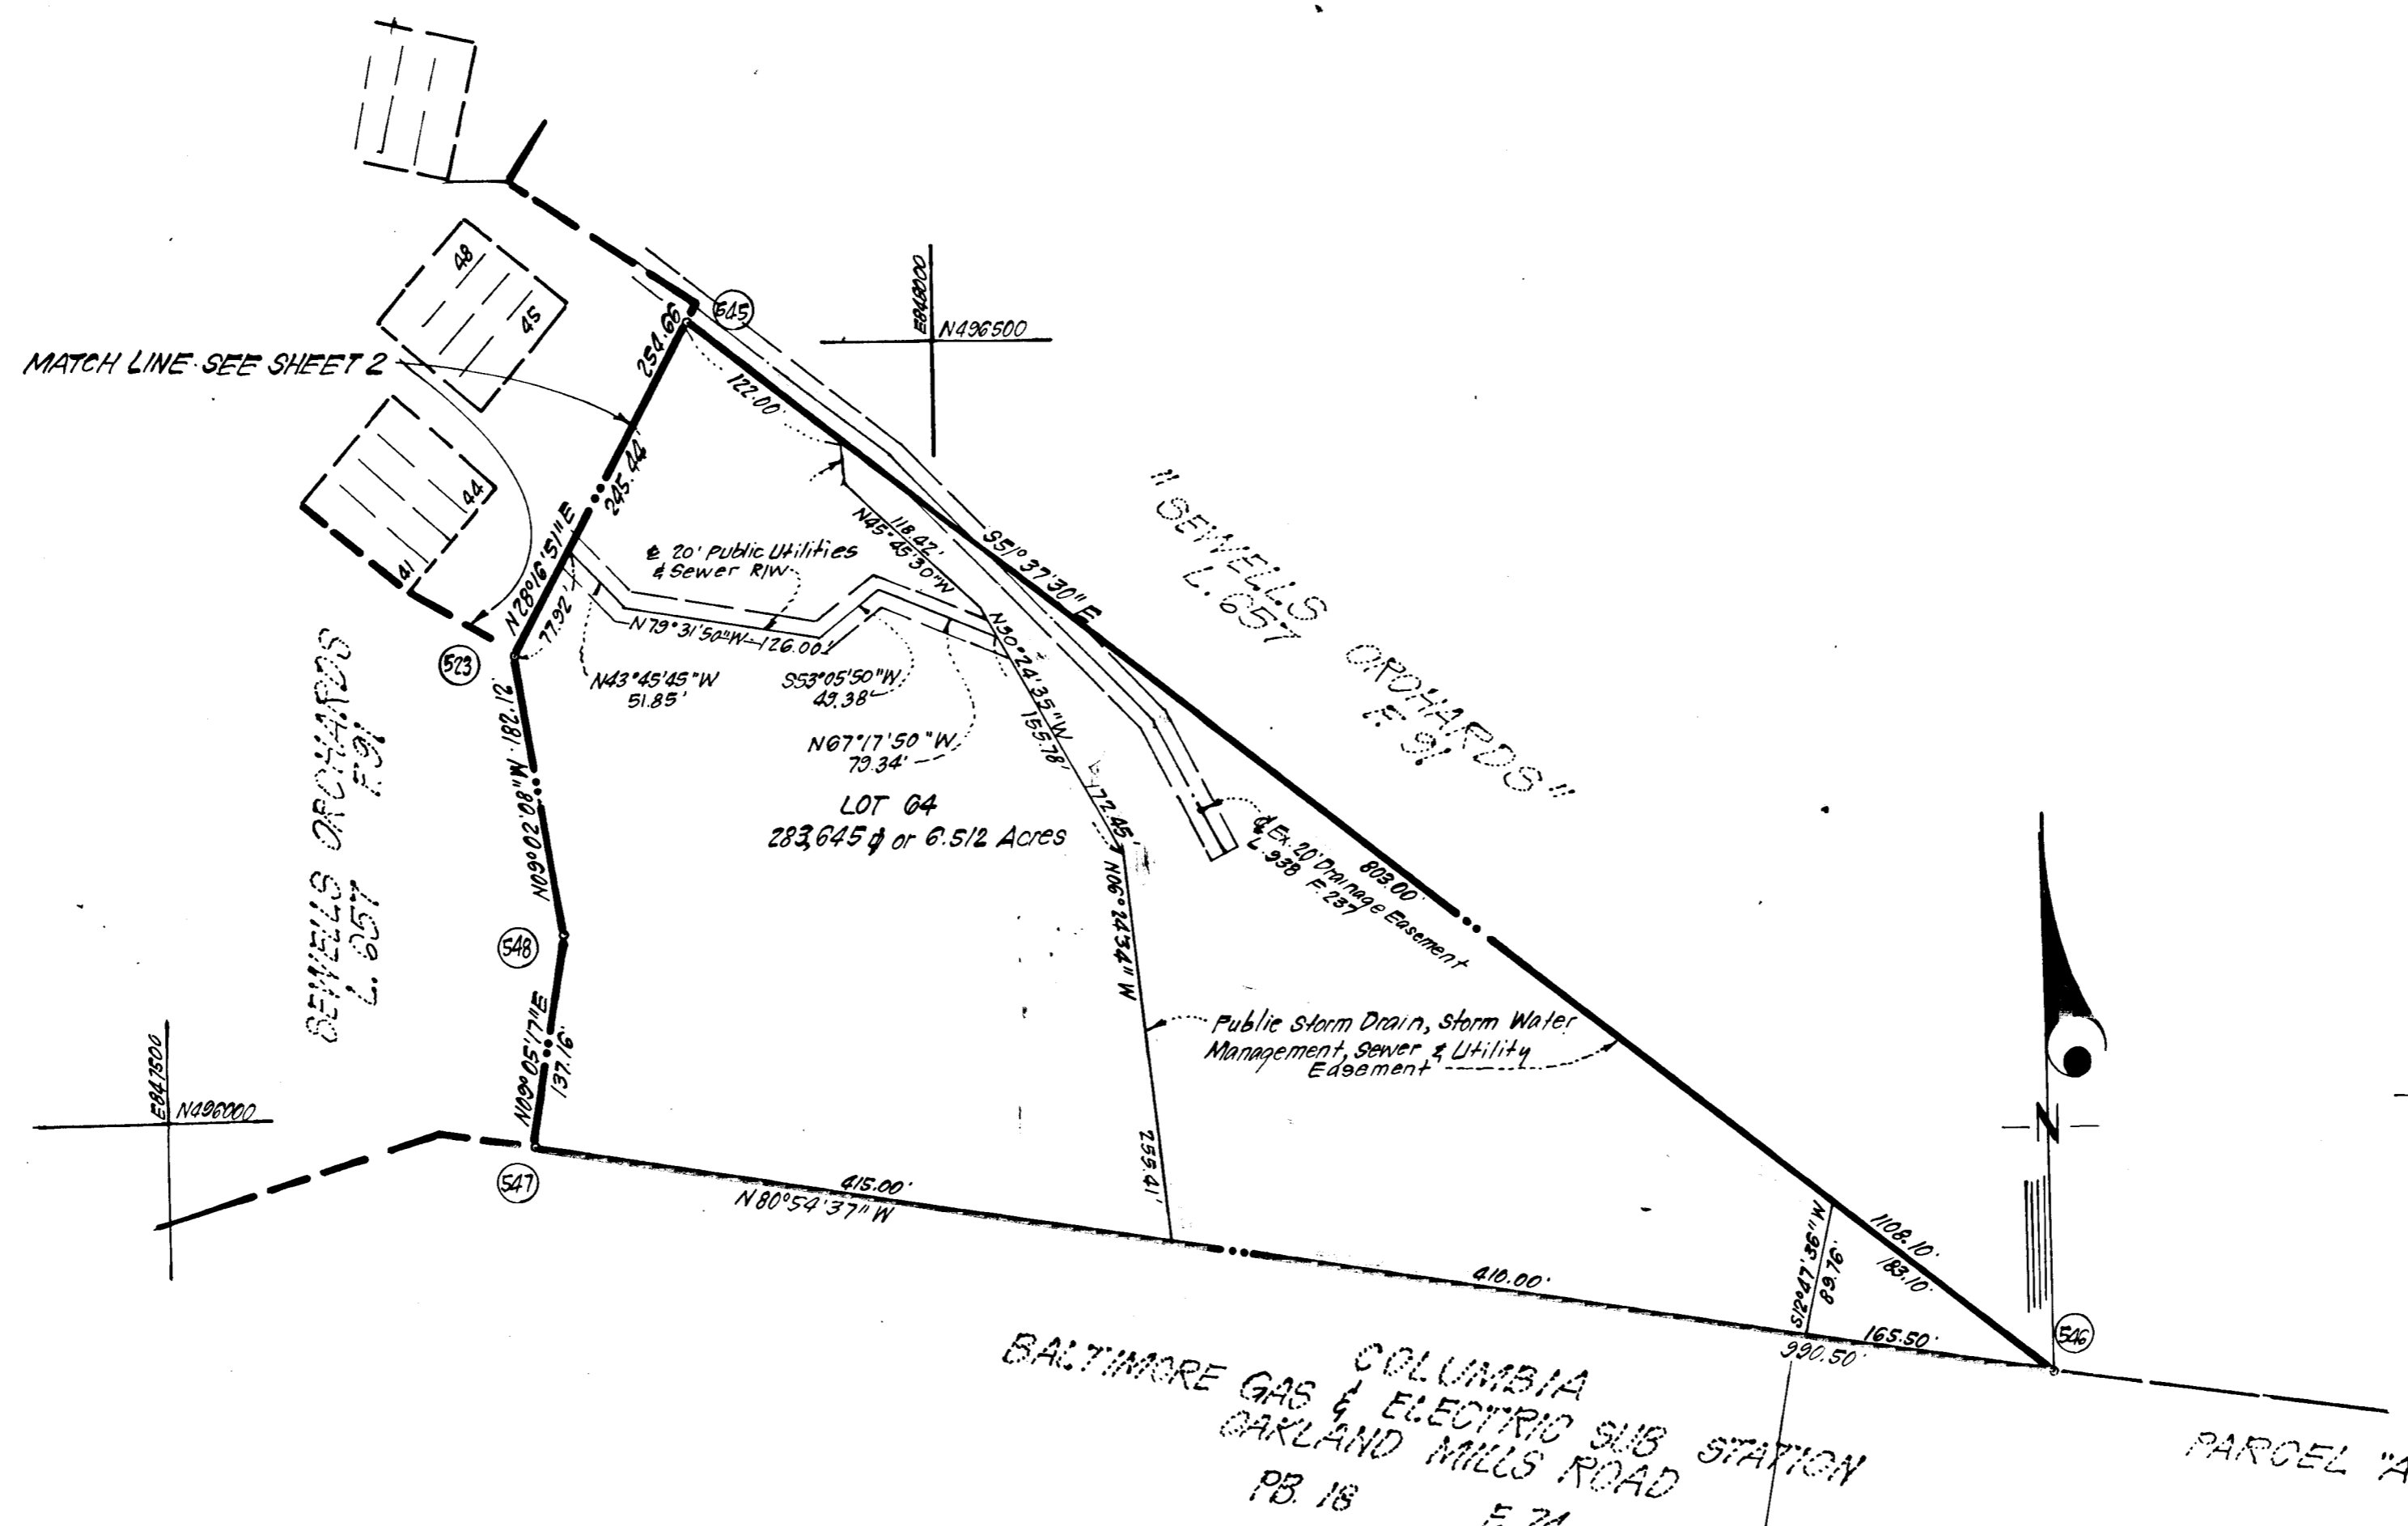 48
45
645
E848000
N496500
MATCH LINE SEE SHEET 2
254.66
245.44'
122.00'
44
41
N28°16'51"E
77.92'
₵ 20' Public Utilities
& Sewer R/W
118.42'
N45°45'30"W
S51°37'30"E
"SEWELLS ORCHARDS"
L. 657 F. 91
523
N79°31'50"W-126.00'
N43°45'45"W
51.85'
S53°05'50"W
49.38'
N67°17'50"W
79.34'
N30°24'35"W
155.78'
172.45'
SEWELLS ORCHARDS
L. 657 F.91
N09°02'08"W 182.12'
LOT 64
283,645 ₵ or 6.512 Acres
₵ Ex. 20' Drainage Easement
L. 938 F. 237
803.00'
N06°24'34"W
255.41'
548
N09°05'17"E
137.16'
Public Storm Drain, Storm Water
Management, Sewer & Utility
Easement
N
E847500
N496000
547
415.00'
N80°54'37"W
410.00'
S12°47'36"W
89.76'
1108.10'
183.10'
165.50'
990.50'
546
COLUMBIA
BALTIMORE GAS & ELECTRIC SUB STATION
OAKLAND MILLS ROAD
PB. 18
PARCEL "A